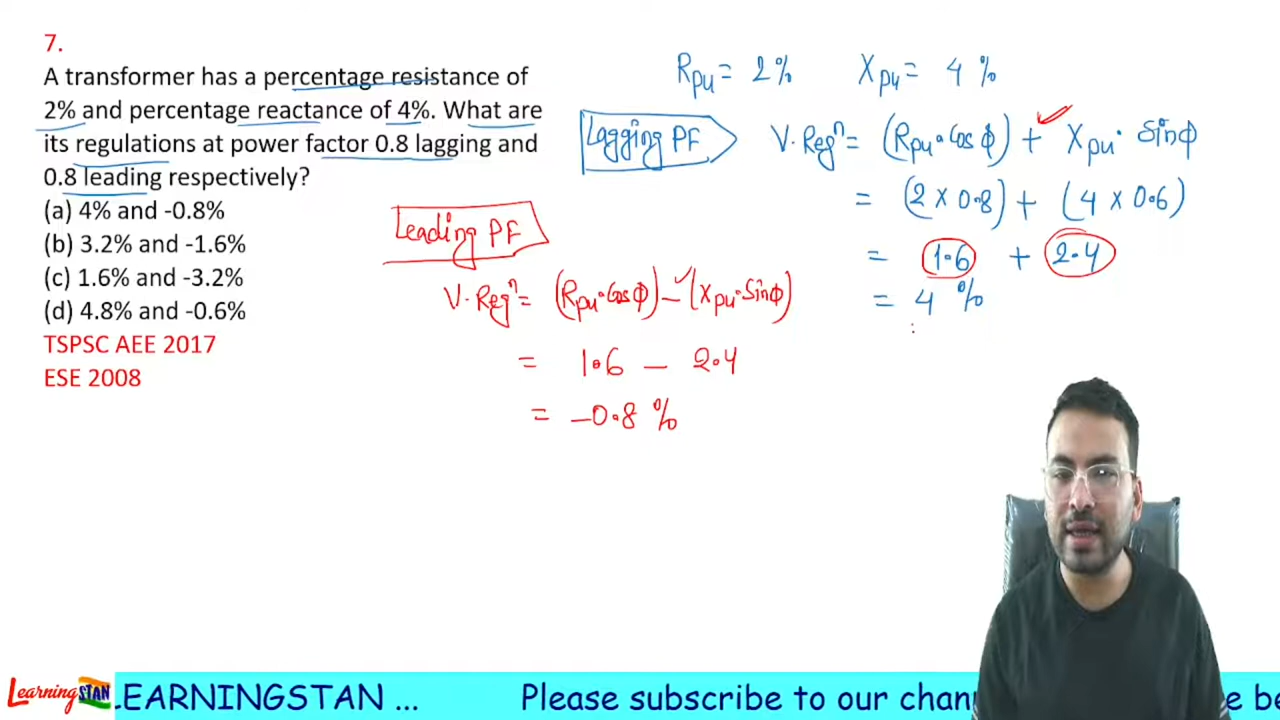 7.
A transformer has a percentage resistance of
2% and percentage reactance of 4%. What are
its regulations at power factor 0.8 lagging and
0.8 leading respectively?
(a) 4% and -0.8%
(b) 3.2% and -1.6%
(c) 1.6% and -3.2%
(d) 4.8% and -0.6%
TSPSC AEE 2017
ESE 2008
Rpu = 2% Xpu = 4%
Lagging PF
V. Regⁿ = (Rpu·Cosϕ) + Xpu· Sinϕ
= (2 × 0.8) + (4 × 0.6)
= 1.6 + 2.4
= 4 %
Leading PF
V. Regⁿ = (Rpu·Cosϕ) – (Xpu·Sinϕ)
= 1.6 – 2.4
= –0.8 %
LearningSTAN
LEARNINGSTAN ... Please subscribe to our chan
e be